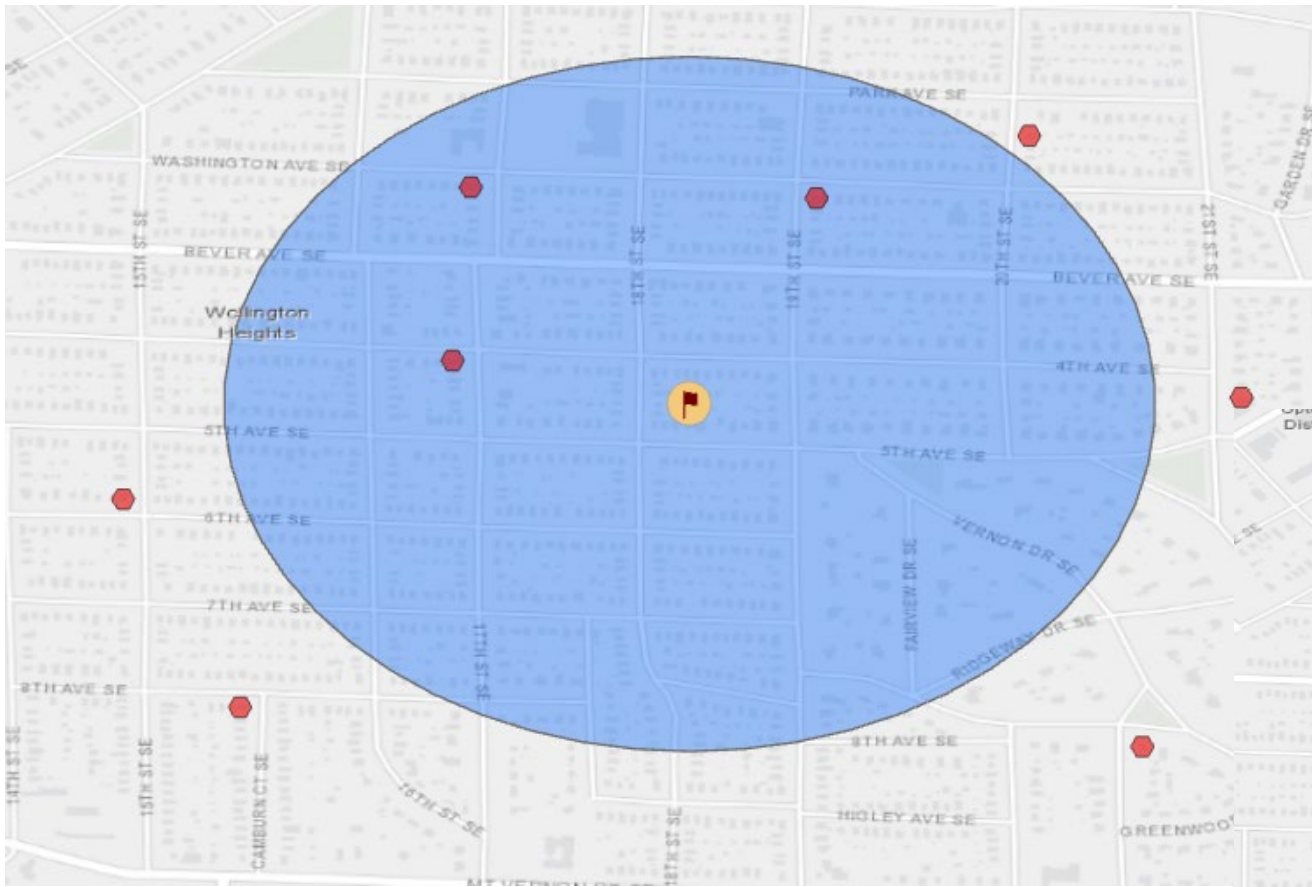 SE
PARK AVE SE
GARDEN DR SE
WASHINGTON AVE SE
15TH ST SE
BEVER AVE SE
18TH ST SE
19TH ST SE
20TH ST SE
21ST ST SE
BEVER AVE SE
Wellington
Heights
4TH AVE SE
5TH AVE SE
5TH AVE SE
6TH AVE SE
VERNON DR SE
E SE
7TH AVE SE
FAIRVIEW DR SE
17TH ST SE
RIDGEWAY DR SE
8TH AVE SE
9TH AVE SE
14TH ST SE
15TH ST SE
CAMBURN CT SE
16TH ST SE
18TH ST SE
HIGLEY AVE SE
GREENWOO